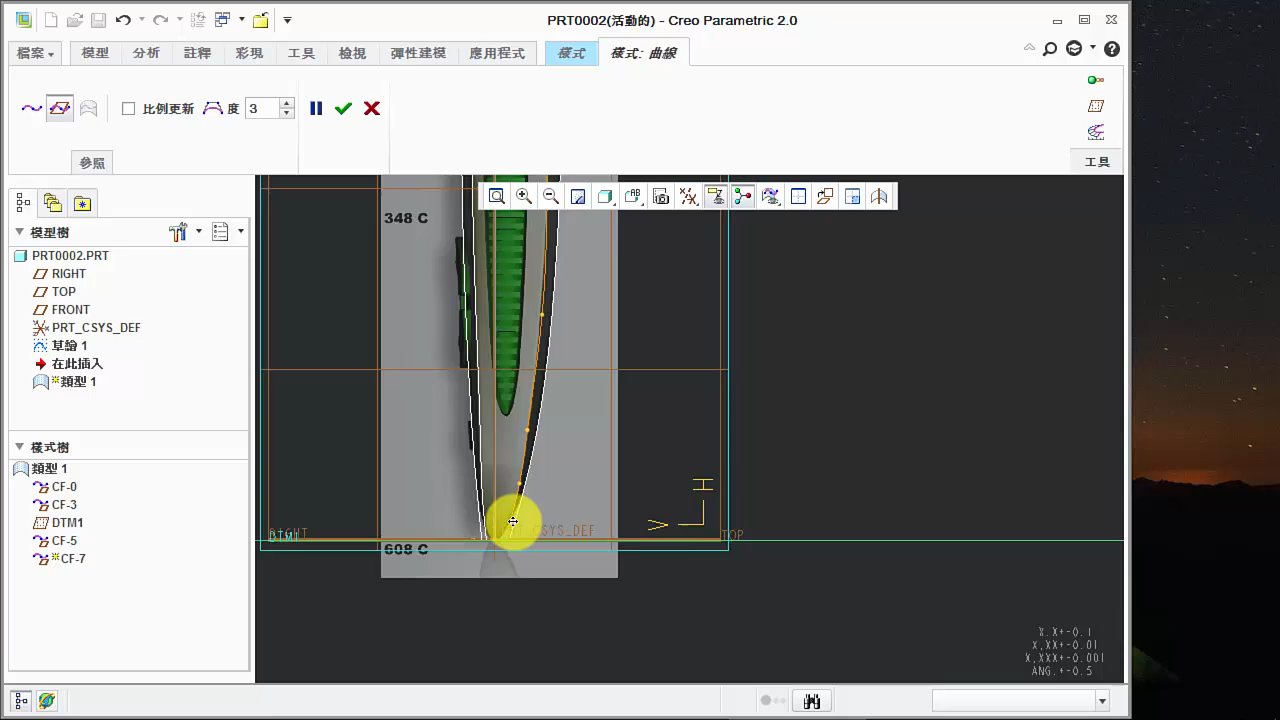 PRT0002(活動的) - Creo Parametric 2.0
檔案 模型 分析 註釋 彩現 工具 檢視 彈性建模 應用程式 樣式 樣式: 曲線
比例更新 度 3
參照 工具
348 C
模型樹
PRT0002.PRT
RIGHT
TOP
FRONT
PRT_CSYS_DEF
草繪 1
在此插入
類型 1
樣式樹
類型 1
CF-0
CF-3
DTM1
CF-5
CF-7
V H
RIGHT
DTM1
CSYS_DEF
TOP
608 C
X.X+-0.1
X.XX+-0.01
X.XXX+-0.001
ANG.+-0.5